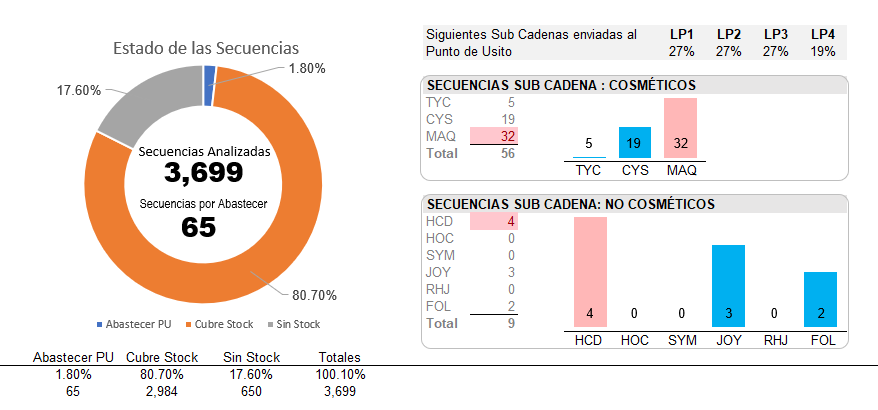 Estado de las Secuencias
1.80%
17.60%
80.70%
Secuencias Analizadas
3,699
Secuencias por Abastecer
65
Abastecer PU Cubre Stock Sin Stock
Abastecer PU Cubre Stock Sin Stock Totales
1.80% 80.70% 17.60% 100.10%
65 2,984 650 3,699
Siguientes Sub Cadenas enviadas al LP1 LP2 LP3 LP4
Punto de Usito 27% 27% 27% 19%
SECUENCIAS SUB CADENA : COSMÉTICOS
TYC 5
CYS 19
MAQ 32
Total 56
5 19 32
TYC CYS MAQ
SECUENCIAS SUB CADENA: NO COSMÉTICOS
HCD 4
HOC 0
SYM 0
JOY 3
RHJ 0
FOL 2
Total 9
4 0 0 3 0 2
HCD HOC SYM JOY RHJ FOL